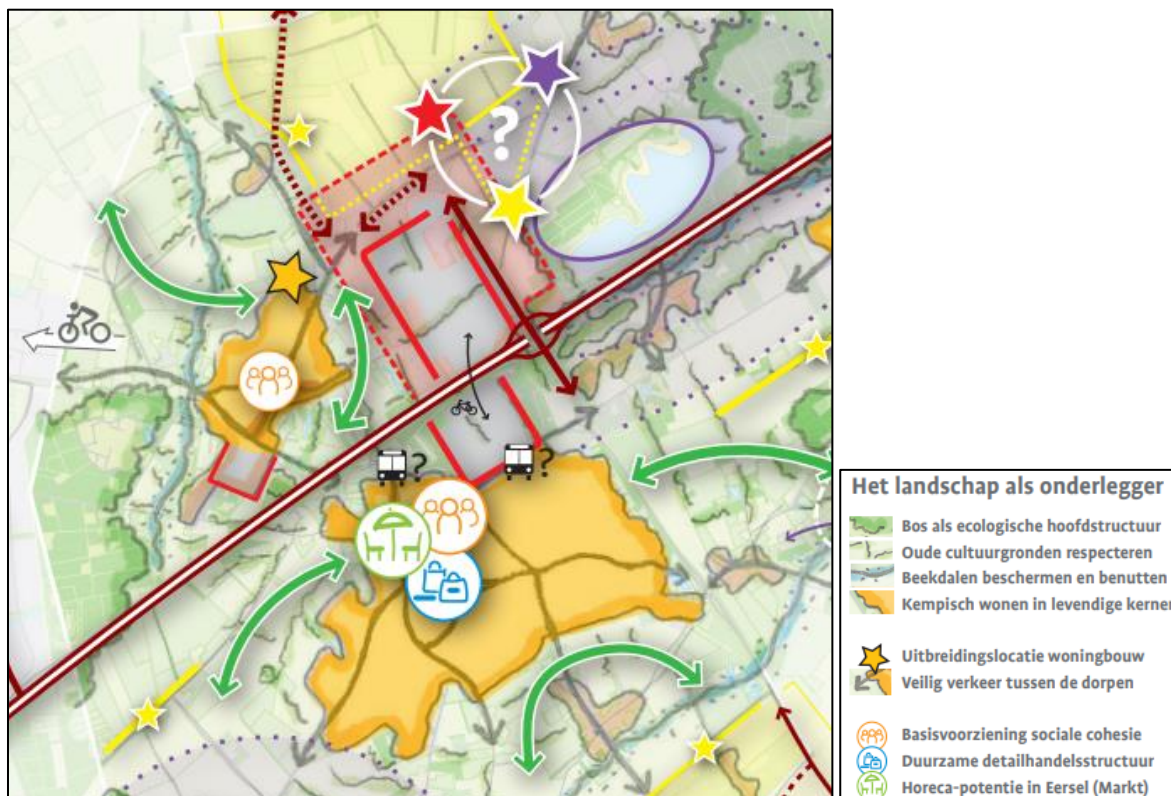 ?
?
?
Het landschap als onderlegger
Bos als ecologische hoofdstructuur
Oude cultuurgronden respecteren
Beekdalen beschermen en benutten
Kempisch wonen in levendige kerne
Uitbreidingslocatie woningbouw
Veilig verkeer tussen de dorpen
Basisvoorziening sociale cohesie
Duurzame detailhandelsstructuur
Horeca-potentie in Eersel (Markt)